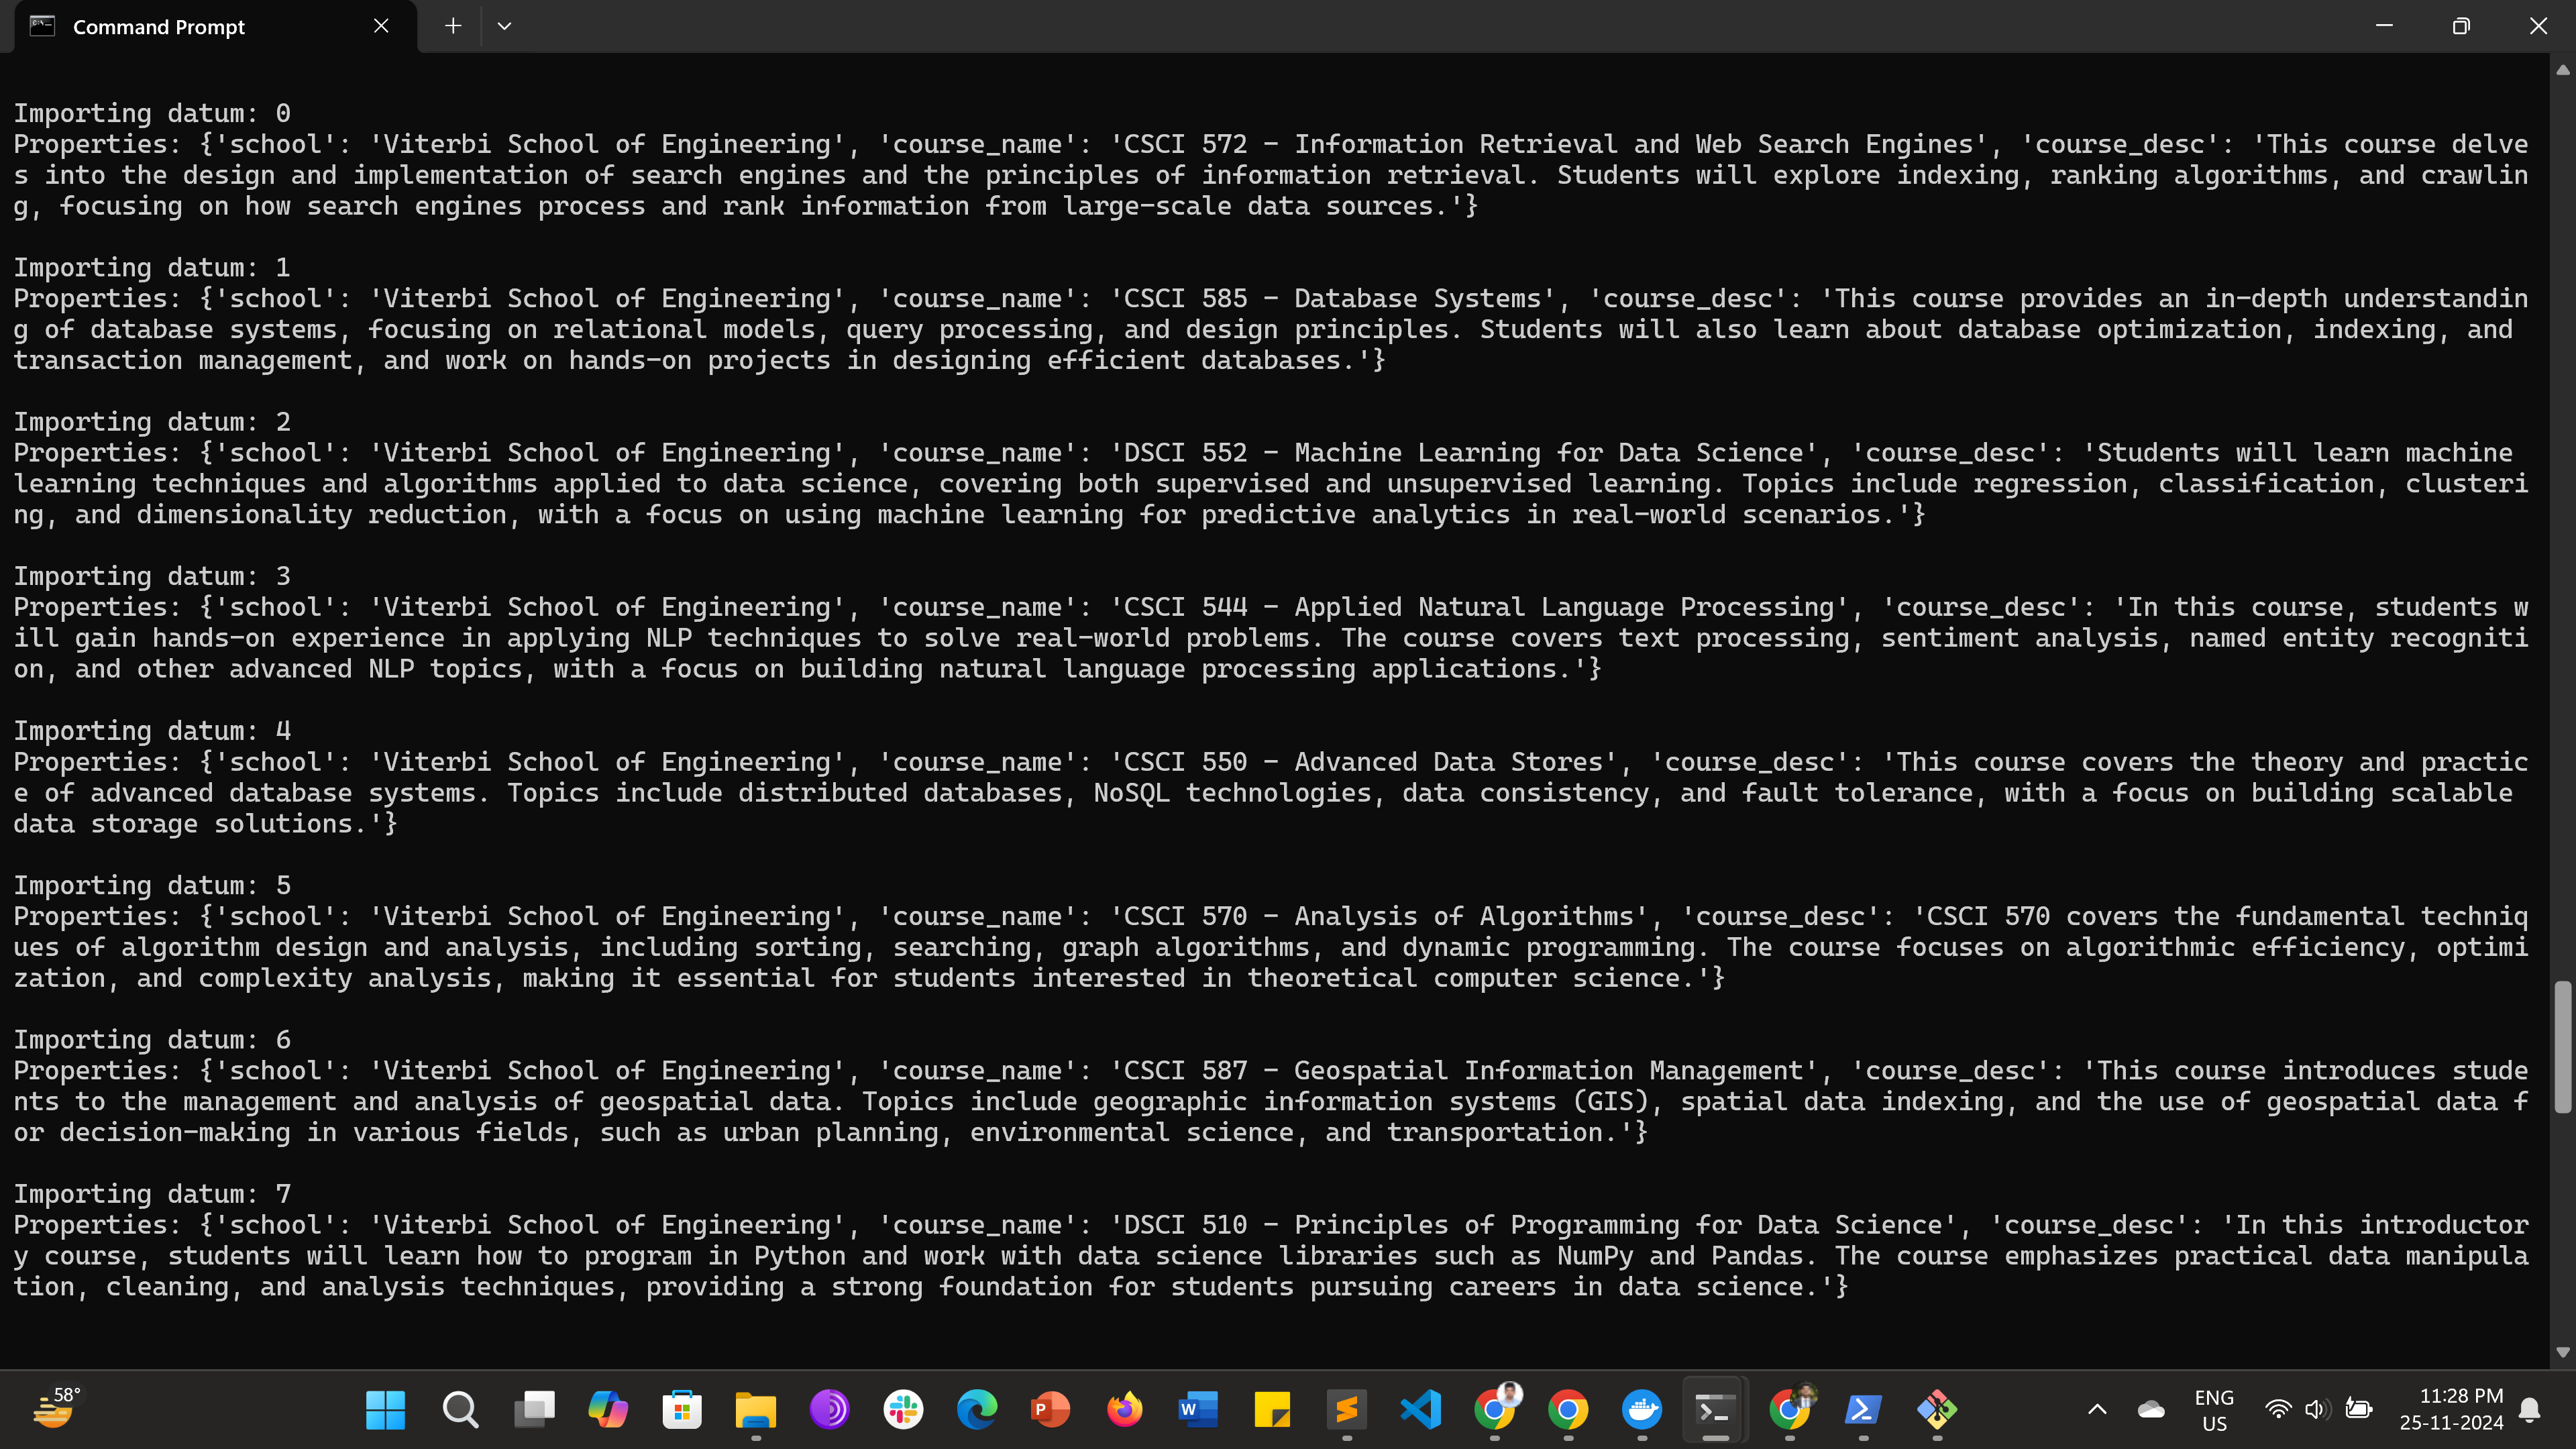 Command Prompt
Importing datum: 0
Properties: {'school': 'Viterbi School of Engineering', 'course_name': 'CSCI 572 - Information Retrieval and Web Search Engines', 'course_desc': 'This course delve
s into the design and implementation of search engines and the principles of information retrieval. Students will explore indexing, ranking algorithms, and crawlin
g, focusing on how search engines process and rank information from large-scale data sources.'}
Importing datum: 1
Properties: {'school': 'Viterbi School of Engineering', 'course_name': 'CSCI 585 - Database Systems', 'course_desc': 'This course provides an in-depth understandin
g of database systems, focusing on relational models, query processing, and design principles. Students will also learn about database optimization, indexing, and
transaction management, and work on hands-on projects in designing efficient databases.'}
Importing datum: 2
Properties: {'school': 'Viterbi School of Engineering', 'course_name': 'DSCI 552 - Machine Learning for Data Science', 'course_desc': 'Students will learn machine
learning techniques and algorithms applied to data science, covering both supervised and unsupervised learning. Topics include regression, classification, clusteri
ng, and dimensionality reduction, with a focus on using machine learning for predictive analytics in real-world scenarios.'}
Importing datum: 3
Properties: {'school': 'Viterbi School of Engineering', 'course_name': 'CSCI 544 - Applied Natural Language Processing', 'course_desc': 'In this course, students w
ill gain hands-on experience in applying NLP techniques to solve real-world problems. The course covers text processing, sentiment analysis, named entity recogniti
on, and other advanced NLP topics, with a focus on building natural language processing applications.'}
Importing datum: 4
Properties: {'school': 'Viterbi School of Engineering', 'course_name': 'CSCI 550 - Advanced Data Stores', 'course_desc': 'This course covers the theory and practic
e of advanced database systems. Topics include distributed databases, NoSQL technologies, data consistency, and fault tolerance, with a focus on building scalable
data storage solutions.'}
Importing datum: 5
Properties: {'school': 'Viterbi School of Engineering', 'course_name': 'CSCI 570 - Analysis of Algorithms', 'course_desc': 'CSCI 570 covers the fundamental techniq
ues of algorithm design and analysis, including sorting, searching, graph algorithms, and dynamic programming. The course focuses on algorithmic efficiency, optimi
zation, and complexity analysis, making it essential for students interested in theoretical computer science.'}
Importing datum: 6
Properties: {'school': 'Viterbi School of Engineering', 'course_name': 'CSCI 587 - Geospatial Information Management', 'course_desc': 'This course introduces stude
nts to the management and analysis of geospatial data. Topics include geographic information systems (GIS), spatial data indexing, and the use of geospatial data f
or decision-making in various fields, such as urban planning, environmental science, and transportation.'}
Importing datum: 7
Properties: {'school': 'Viterbi School of Engineering', 'course_name': 'DSCI 510 - Principles of Programming for Data Science', 'course_desc': 'In this introductor
y course, students will learn how to program in Python and work with data science libraries such as NumPy and Pandas. The course emphasizes practical data manipula
tion, cleaning, and analysis techniques, providing a strong foundation for students pursuing careers in data science.'}
58°
ENG
US
11:28 PM
25-11-2024